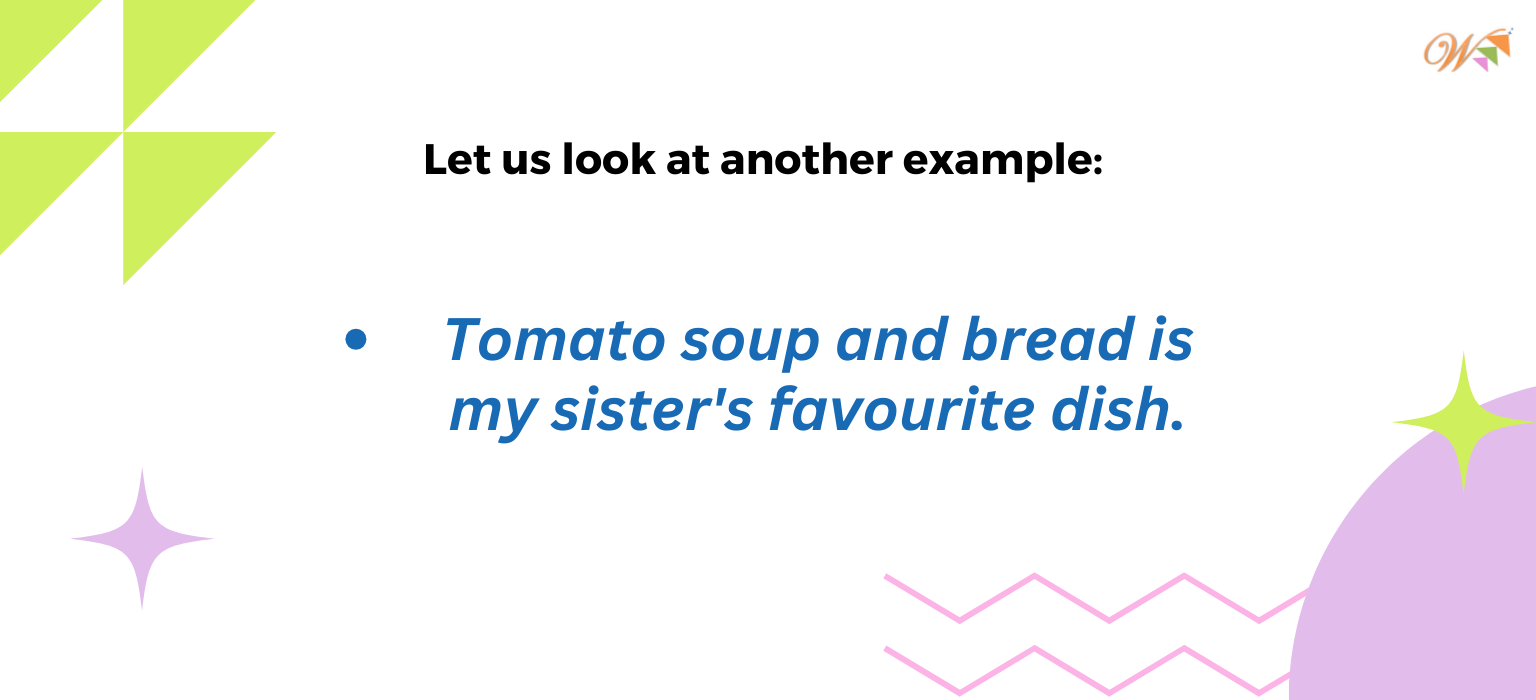 W
Let us look at another example:
• Tomato soup and bread is
my sister's favourite dish.